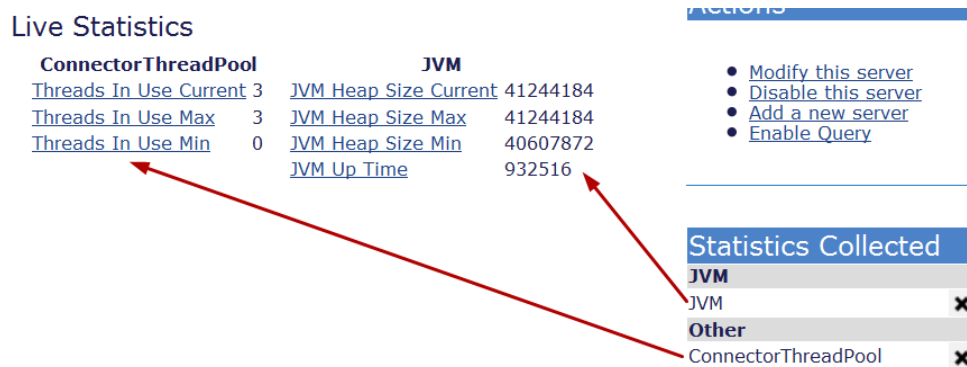 Actions
Live Statistics
ConnectorThreadPool JVM
Threads In Use Current 3 JVM Heap Size Current 41244184
Threads In Use Max 3 JVM Heap Size Max 41244184
Threads In Use Min 0 JVM Heap Size Min 40607872
JVM Up Time 932516
Modify this server
Disable this server
Add a new server
Enable Query
Statistics Collected
JVM
JVM
Other
ConnectorThreadPool